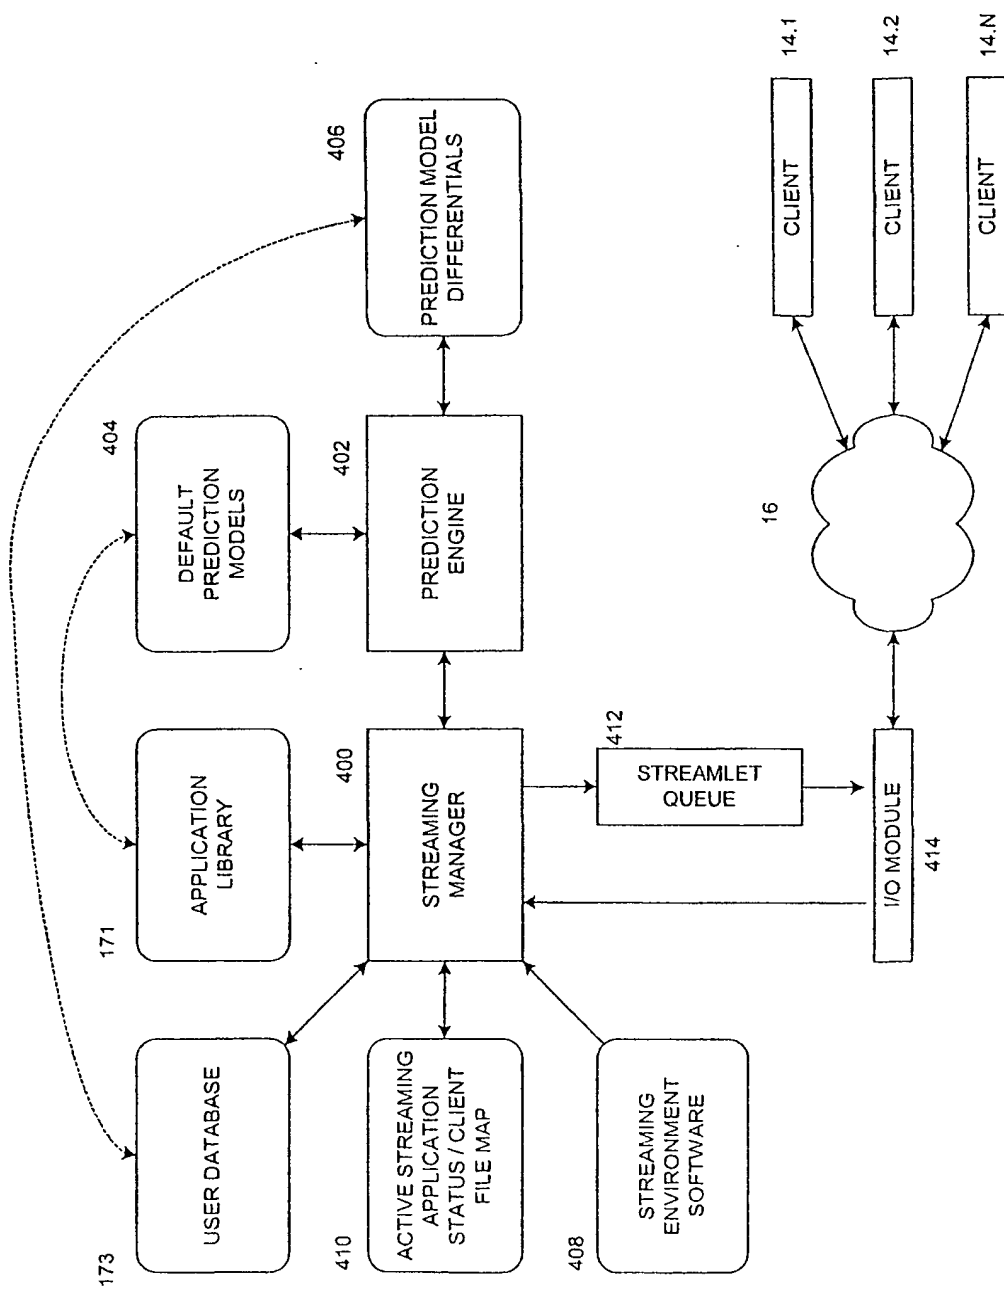 173
USER DATABASE
171
APPLICATION
LIBRARY
404
DEFAULT
PREDICTION
MODELS
410
ACTIVE STREAMING
APPLICATION
STATUS / CLIENT
FILE MAP
400
STREAMING
MANAGER
402
PREDICTION
ENGINE
406
PREDICTION MODEL
DIFFERENTIALS
408
STREAMING
ENVIRONMENT
SOFTWARE
412
STREAMLET
QUEUE
414
I/O MODULE
16
CLIENT
14.1
CLIENT
14.2
CLIENT
14.N